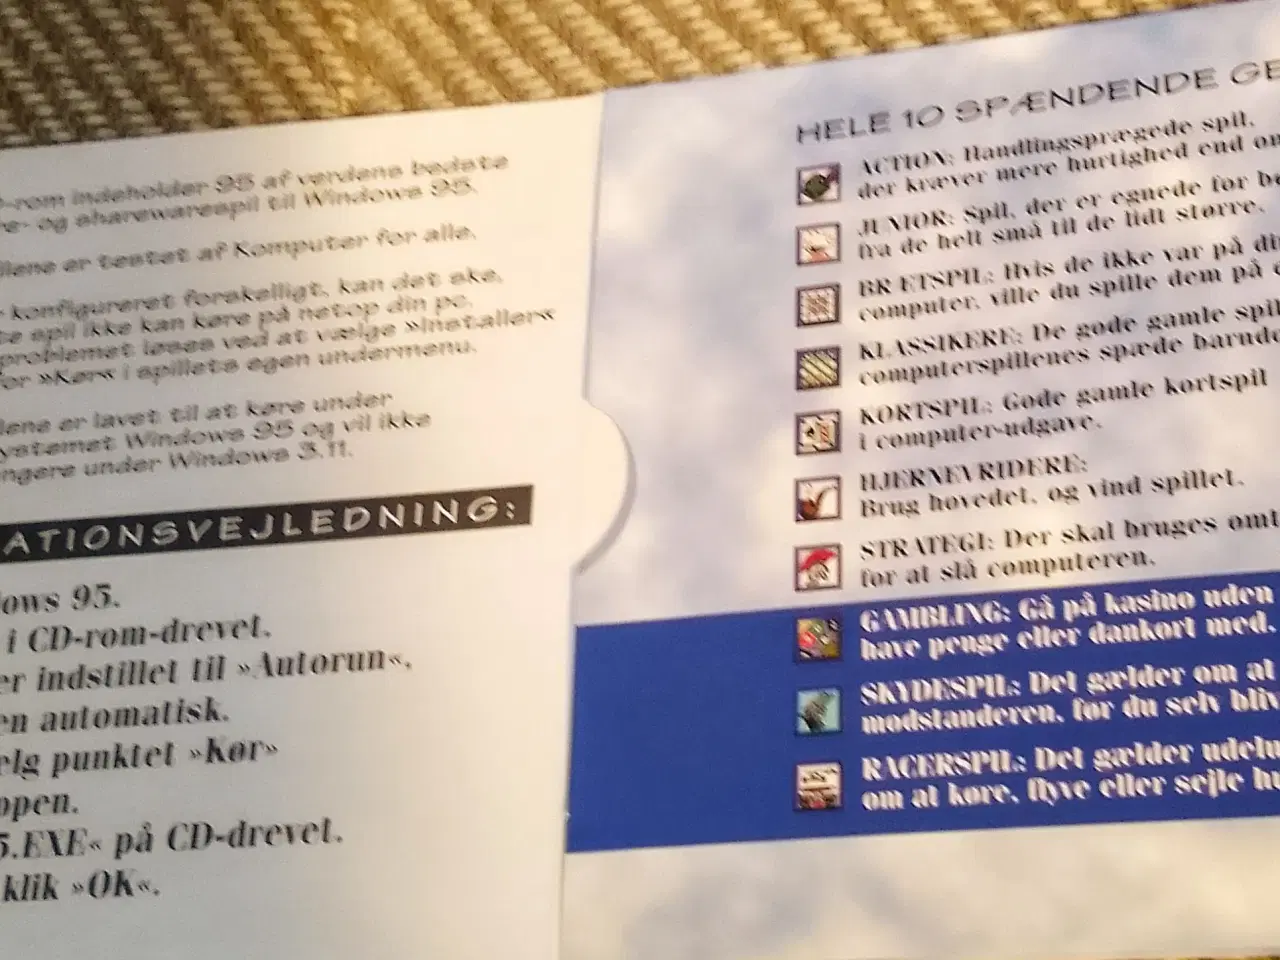 -rom indeholder 95 af verdens bedste
e- og sharewarespil til Windows 95.
llene er testet af Komputer for alle.
konfigureret forskelligt, kan det ske,
te spil ikke kan køre på netop din pc.
problemet løses ved at vælge »Installer«
for »Kør« i spillets egen undermenu.
lene er lavet til at køre under
ystemet Windows 95 og vil ikke
ngere under Windows 3.11.
ATIONSVEJLEDNING:
ows 95.
i CD-rom-drevet.
er indstillet til »Autorun«,
en automatisk.
elg punktet »Kør»
ppen.
5.EXE« på CD-drevet.
klik »OK«.
HELE 10 SPÆNDENDE GE
ACTION: Handlingsprægede spil,
der kræver mere hurtighed end om
JUNIOR: Spil, der er egnede for bø
fra de helt små til de lidt større.
BRÆTSPIL: Hvis de ikke var på di
computer, ville du spille dem på e
KLASSIKERE: De gode gamle spil
computerspillenes spæde barndo
KORTSPIL: Gode gamle kortspil
i computer-udgave.
HJERNEVRIDERE:
Brug hovedet, og vind spillet.
STRATEGI: Der skal bruges omt
for at slå computeren.
GAMBLING: Gå på kasino uden
have penge eller dankort med.
SKYDESPIL: Det gælder om at
modstanderen, før du selv bliv
RACERSPIL: Det gælder udelu
om at køre, flyve eller sejle hu